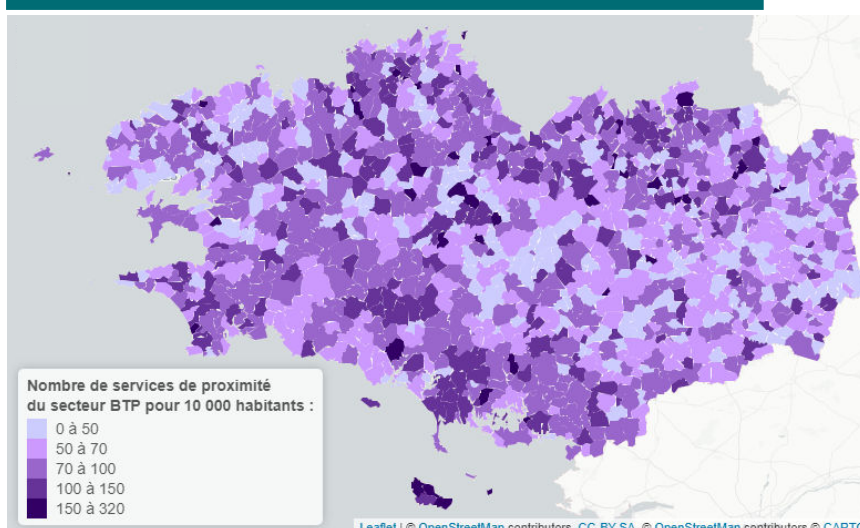 Nombre de services de proximité
du secteur BTP pour 10 000 habitants :
0 à 50
50 à 70
70 à 100
100 à 150
150 à 320
Leaflet | © OpenStreetMap contributors, CC-BY-SA, © OpenStreetMap contributors © CARTO